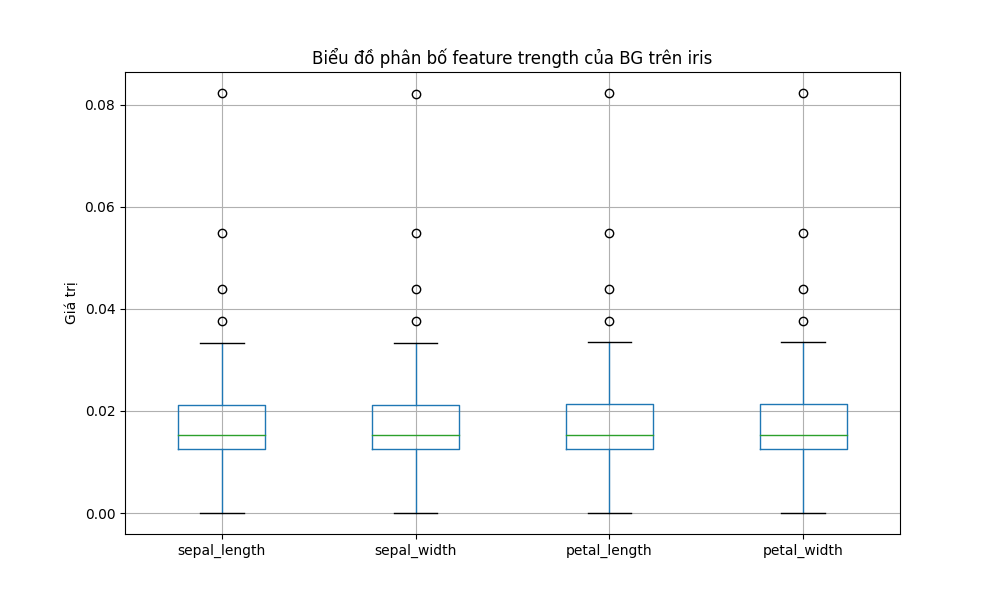 Biểu đồ phân bố feature trength của BG trên iris
Giá trị
0.08
0.06
0.04
0.02
0.00
sepal_length
sepal_width
petal_length
petal_width